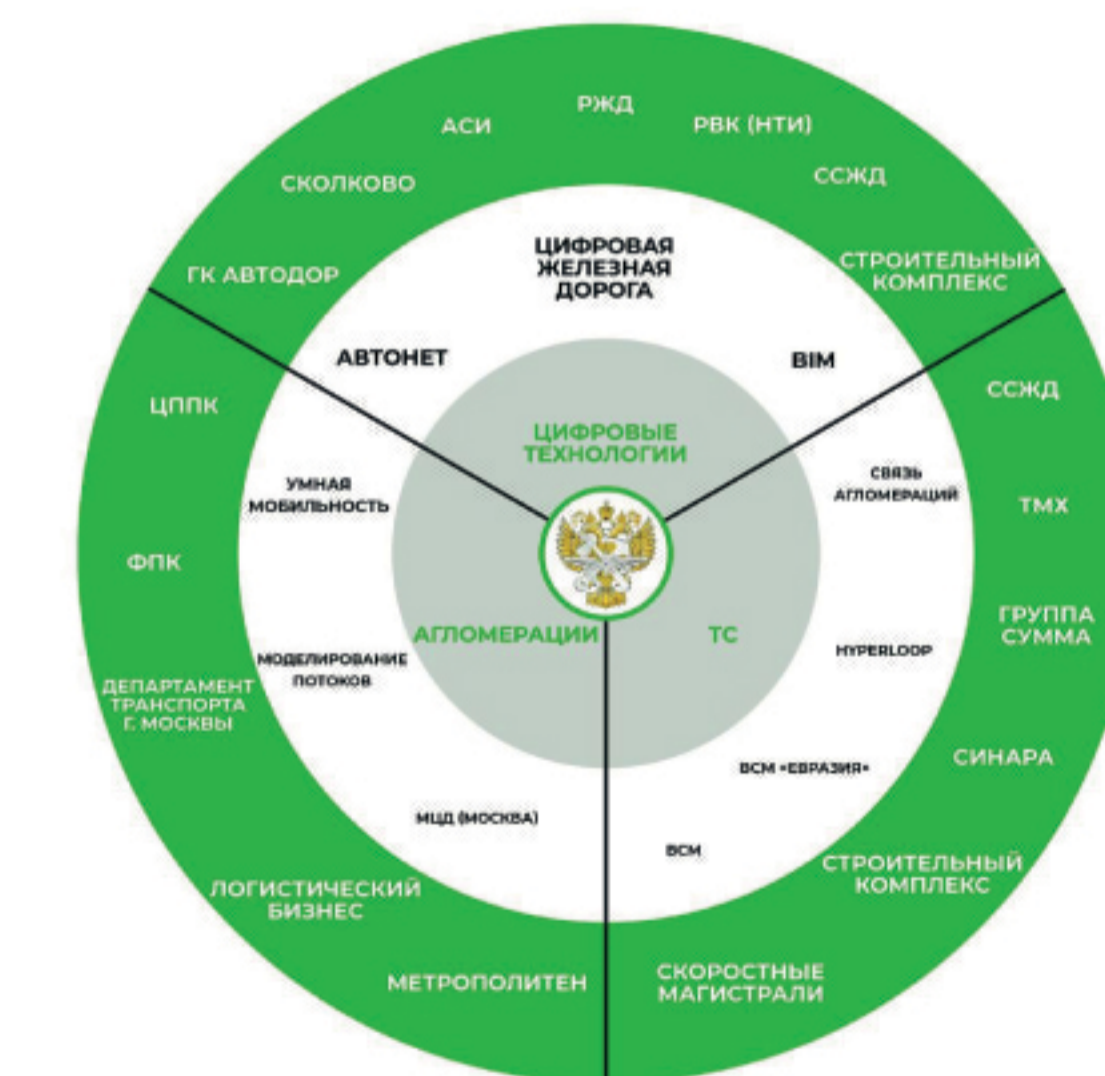 РЖД
АСИ
РВК (НТИ)
СКОЛКОВО
ССЖД
ГК АВТОДОР
СТРОИТЕЛЬНЫЙ
КОМПЛЕКС
ЦИФРОВАЯ
ЖЕЛЕЗНАЯ
ДОРОГА
АВТОНЕТ
BIM
ЦИФРОВЫЕ
ТЕХНОЛОГИИ
ЦППК
ФПК
ДЕПАРТАМЕНТ
ТРАНСПОРТА
Г. МОСКВЫ
ЛОГИСТИЧЕСКИЙ
БИЗНЕС
МЕТРОПОЛИТЕН
УМНАЯ
МОБИЛЬНОСТЬ
МОДЕЛИРОВАНИЕ
ПОТОКОВ
МЦД (МОСКВА)
АГЛОМЕРАЦИИ
ТС
СВЯЗЬ
АГЛОМЕРАЦИЙ
HYPERLOOP
ВСМ «ЕВРАЗИЯ»
ВСМ
ССЖД
ТМХ
ГРУППА
СУММА
СИНАРА
СТРОИТЕЛЬНЫЙ
КОМПЛЕКС
СКОРОСТНЫЕ
МАГИСТРАЛИ